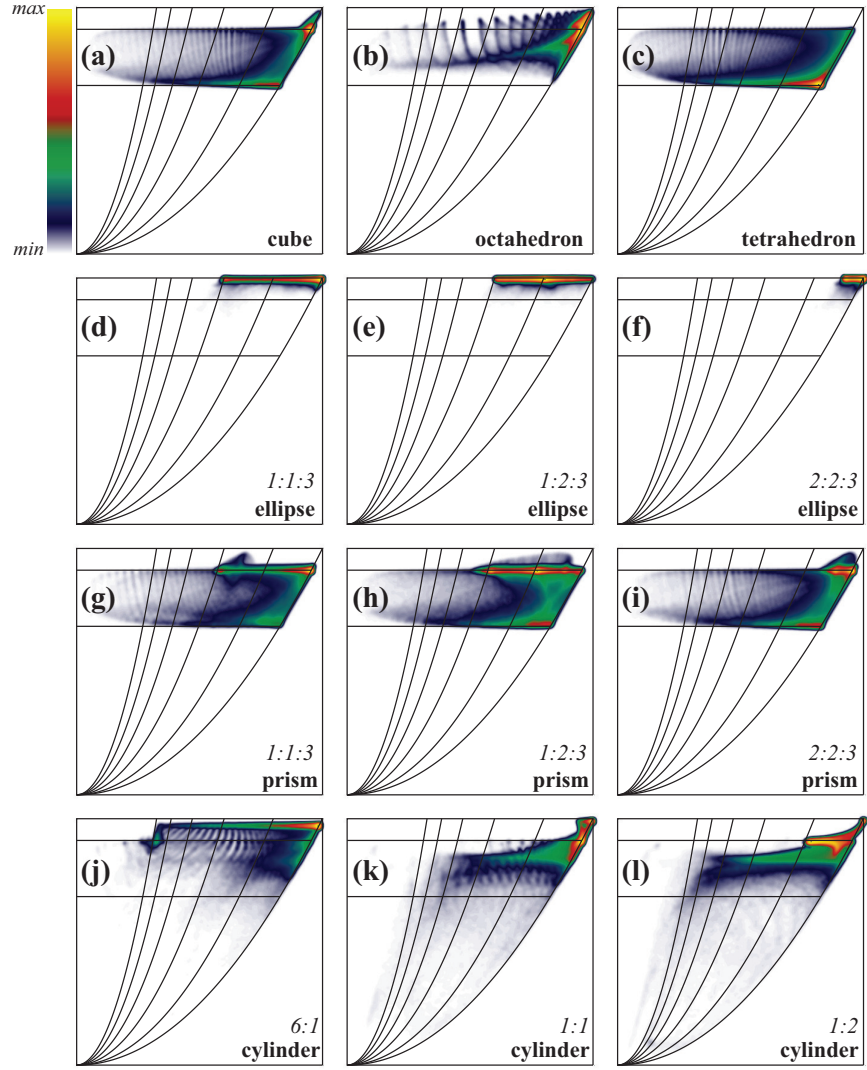 max
min
(a)
cube
(b)
octahedron
(c)
tetrahedron
(d)
1:1:3
ellipse
(e)
1:2:3
ellipse
(f)
2:2:3
ellipse
(g)
1:1:3
prism
(h)
1:2:3
prism
(i)
2:2:3
prism
(j)
6:1
cylinder
(k)
1:1
cylinder
(l)
1:2
cylinder